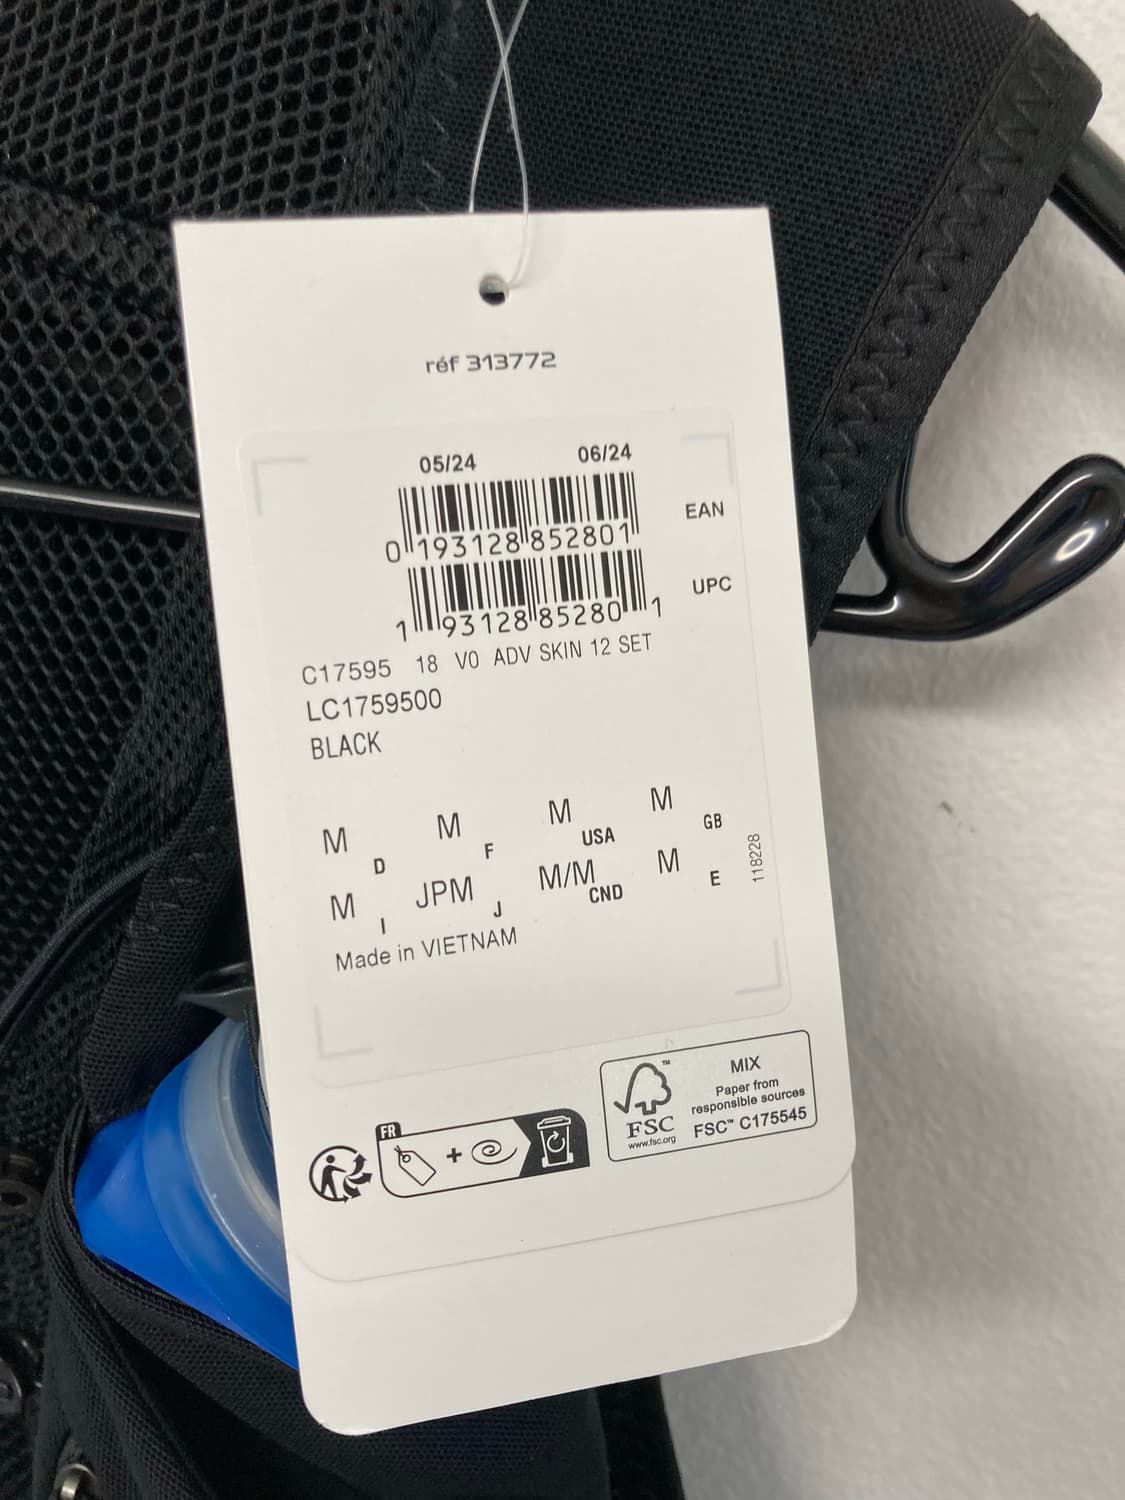 réf 313772
05/24 06/24
0 193128 852801
EAN
UPC
1 93128 85280 1
C17595 18 V0 ADV SKIN 12 SET
LC1759500
BLACK
M D M F M USA M GB
M I JPM J M/M CND M E
118228
Made in VIETNAM
FR
+
FSC™
www.fsc.org
MIX
Paper from
responsible sources
FSC™ C175545